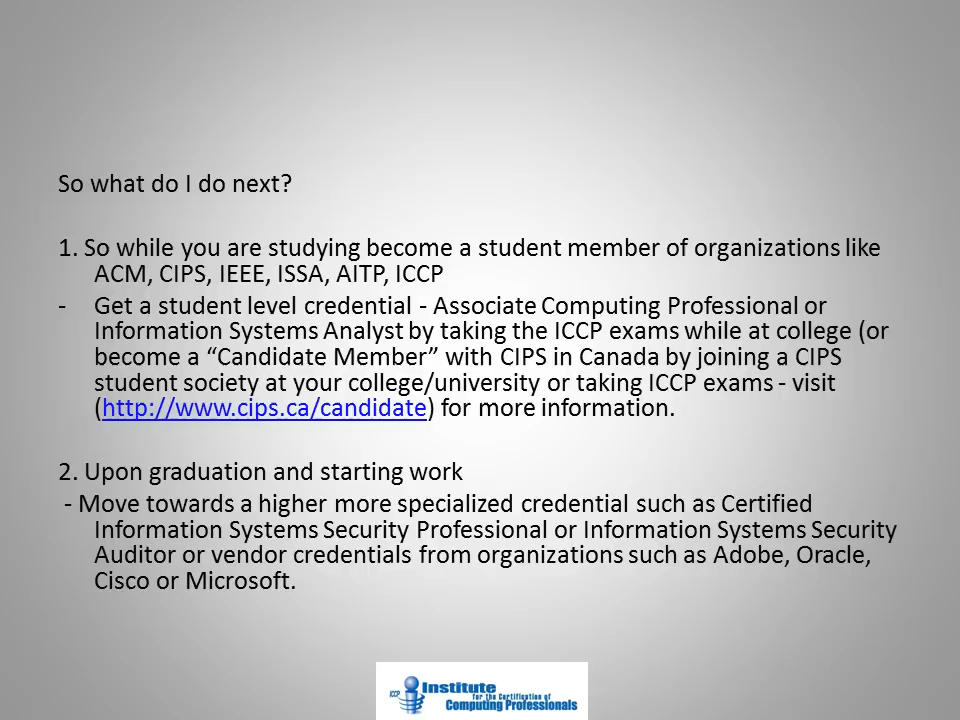 So what do I do next?
1. So while you are studying become a student member of organizations like
ACM, CIPS, IEEE, ISSA, AITP, ICCP
- Get a student level credential - Associate Computing Professional or
Information Systems Analyst by taking the ICCP exams while at college (or
become a “Candidate Member” with CIPS in Canada by joining a CIPS
student society at your college/university or taking ICCP exams - visit
(http://www.cips.ca/candidate) for more information.
2. Upon graduation and starting work
- Move towards a higher more specialized credential such as Certified
Information Systems Security Professional or Information Systems Security
Auditor or vendor credentials from organizations such as Adobe, Oracle,
Cisco or Microsoft.
ICCP Institute
for the Certification of
Computing Professionals